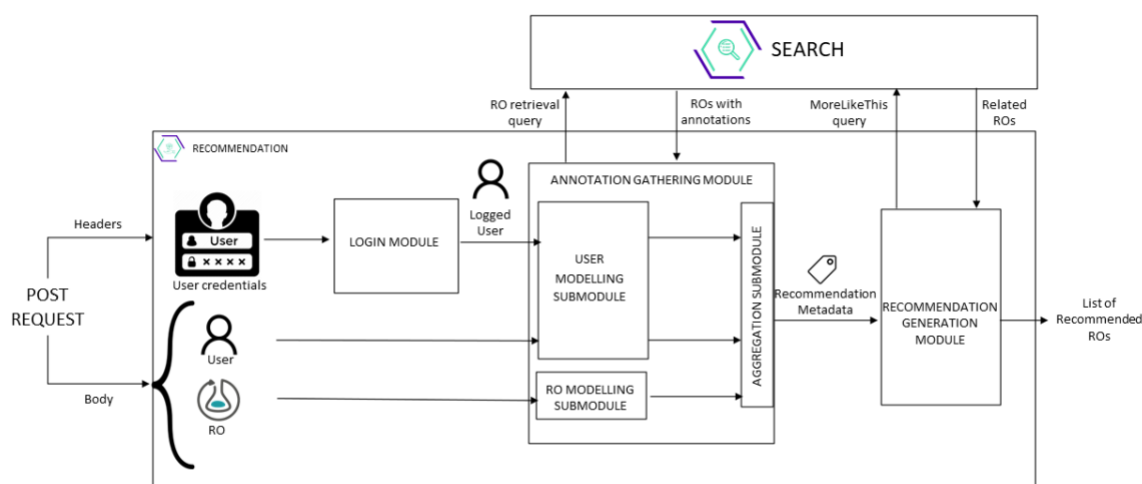 SEARCH
RO retrieval
query
ROs with
annotations
MoreLikeThis
query
Related
ROs
RECOMMENDATION
ANNOTATION GATHERING MODULE
Headers
User
× × × ×
User credentials
LOGIN MODULE
Logged
User
USER
MODELLING
SUBMODULE
AGGREGATION SUBMODULE
Recommendation
Metadata
RECOMMENDATION
GENERATION
MODULE
List of
Recommended
ROs
POST
REQUEST
User
Body
RO
RO MODELLING
SUBMODULE